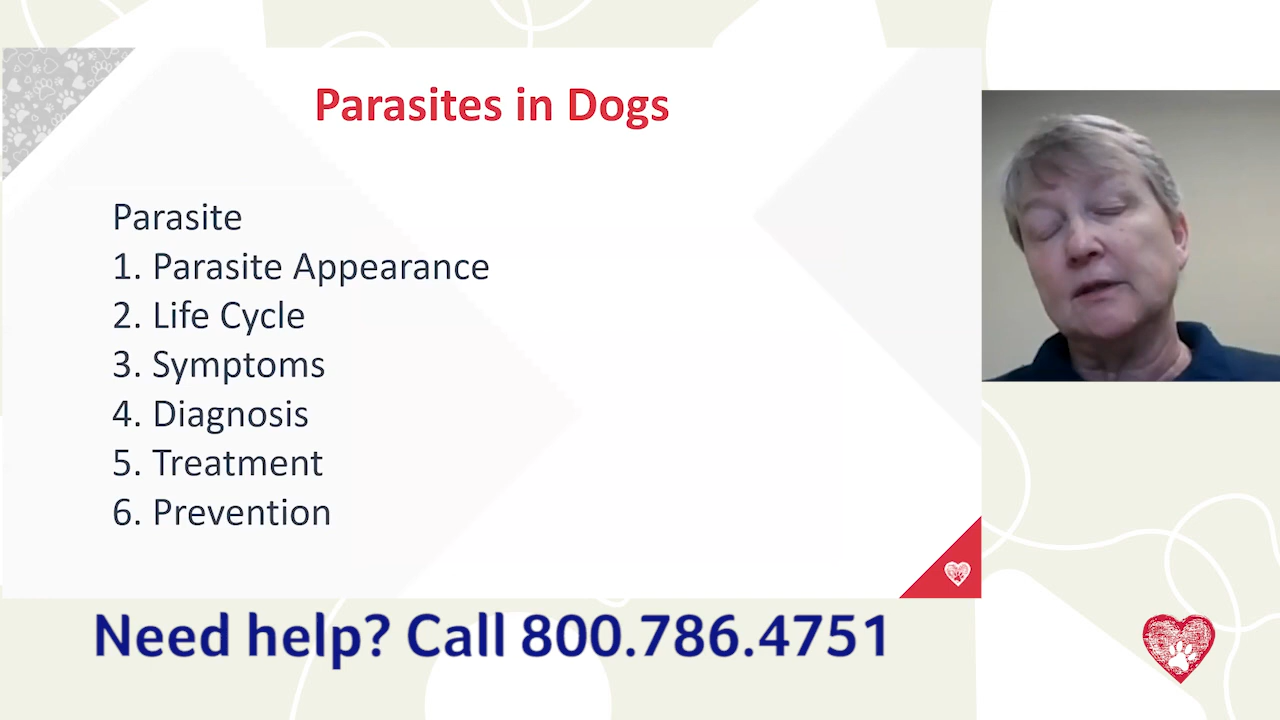 Parasites in Dogs
Parasite
1. Parasite Appearance
2. Life Cycle
3. Symptoms
4. Diagnosis
5. Treatment
6. Prevention
Need help? Call 800.786.4751